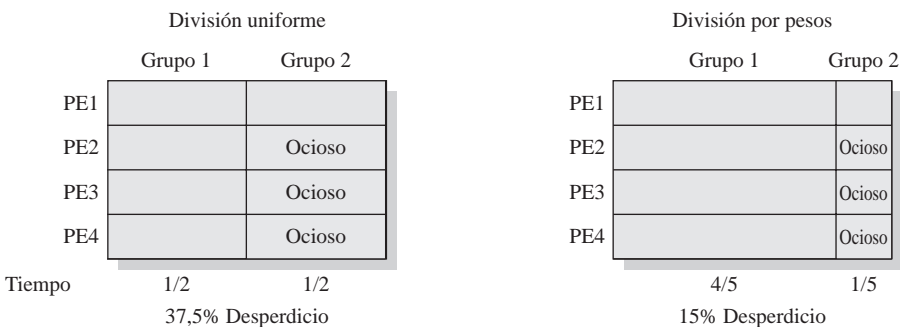 División uniforme
Grupo 1 Grupo 2
PE1
PE2 Ocioso
PE3 Ocioso
PE4 Ocioso
Tiempo 1/2 1/2
37,5% Desperdicio
División por pesos
Grupo 1 Grupo 2
PE1
PE2 Ocioso
PE3 Ocioso
PE4 Ocioso
4/5 1/5
15% Desperdicio